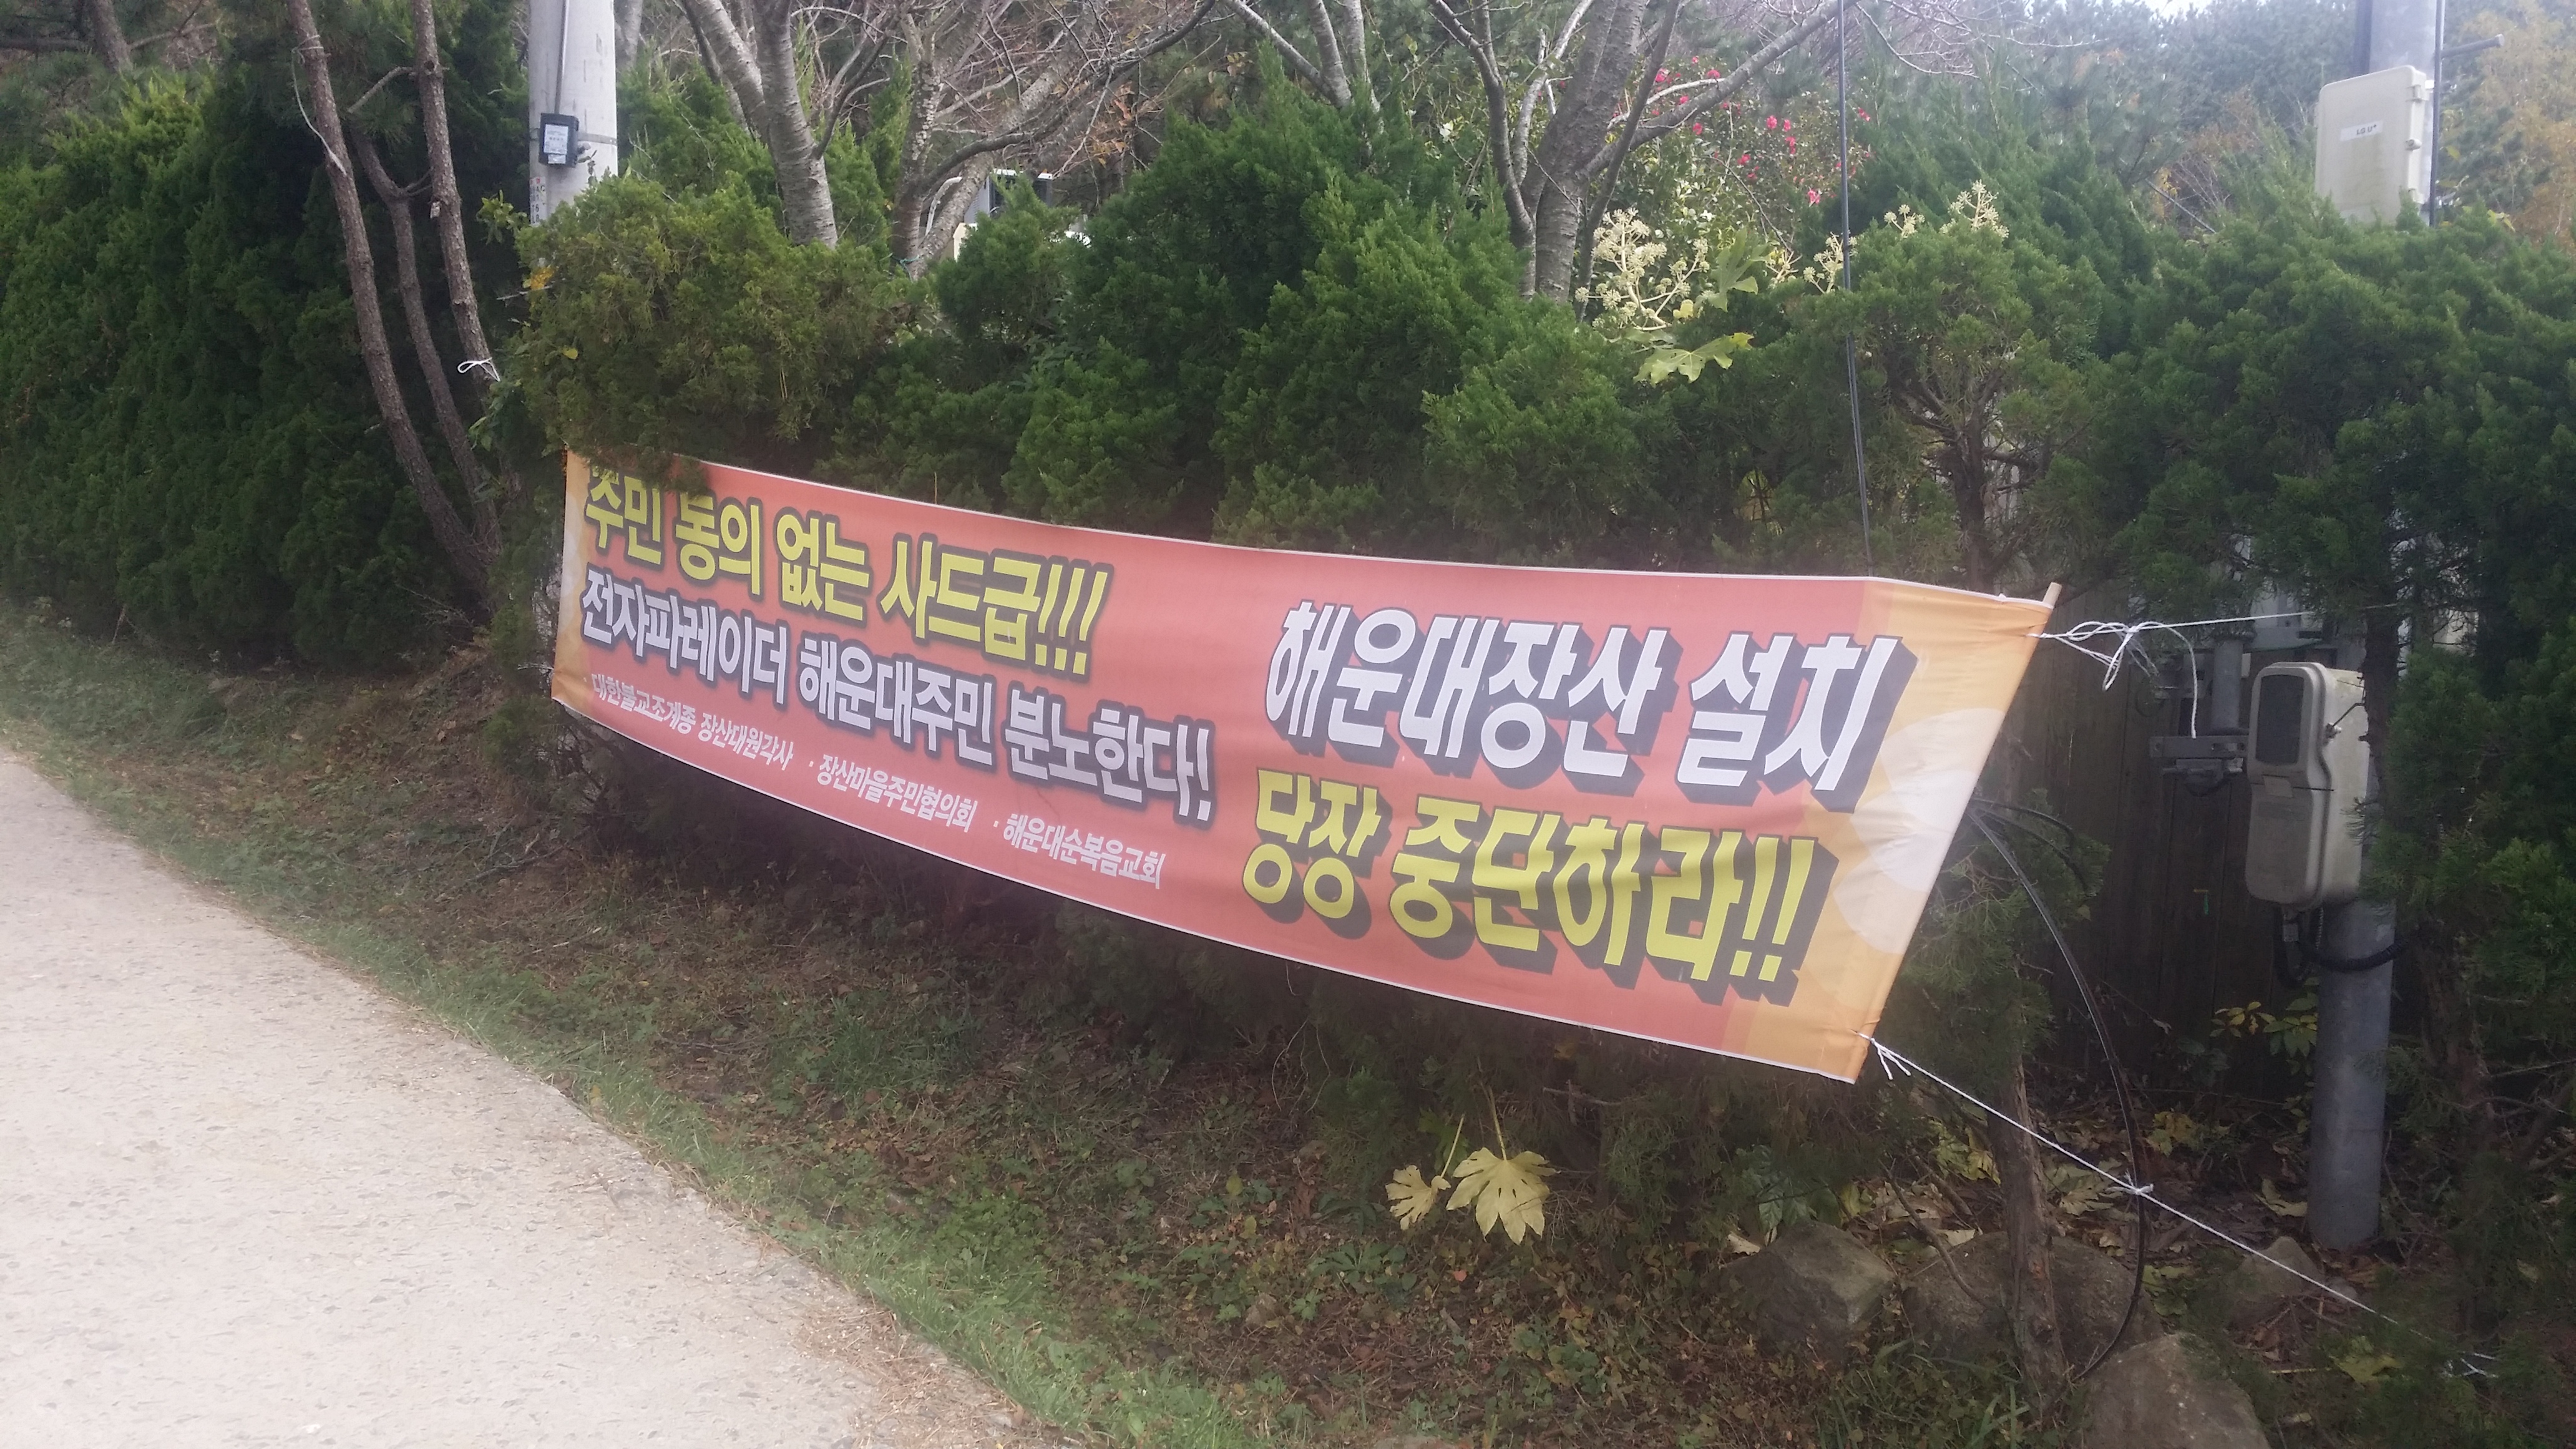 주민 동의 없는 사드급!!!
전자파레이더 해운대주민 분노한다!
· 대한불교조계종 장산대원각사 · 장산마을주민협의회 · 해운대순복음교회
해운대장산 설치
당장 중단하라!!
LG U+